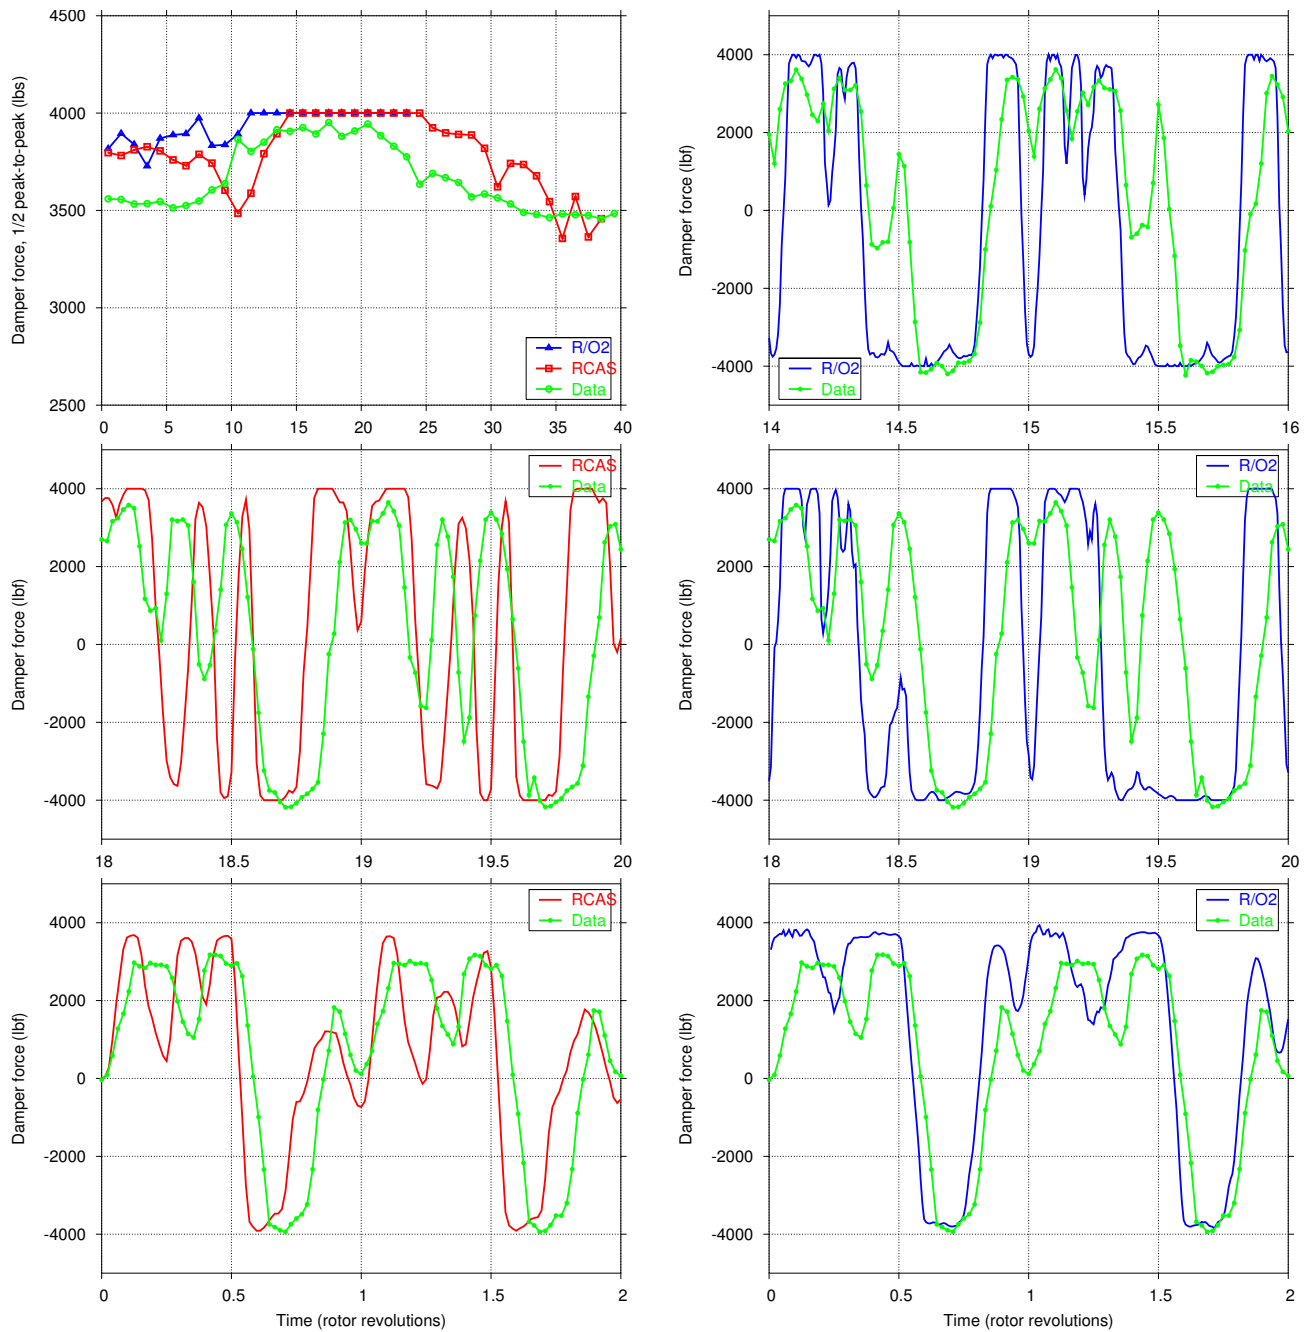 4500
4000
3500
3000
2500
Damper force, 1/2 peak-to-peak (lbs)
R/O2
RCAS
Data
0 5 10 15 20 25 30 35 40
4000
2000
0
-2000
-4000
Damper force (lbf)
R/O2
Data
14 14.5 15 15.5 16
4000
2000
0
-2000
-4000
Damper force (lbf)
RCAS
Data
18 18.5 19 19.5 20
4000
2000
0
-2000
-4000
Damper force (lbf)
R/O2
Data
18 18.5 19 19.5 20
4000
2000
0
-2000
-4000
Damper force (lbf)
RCAS
Data
0 0.5 1 1.5 2
Time (rotor revolutions)
4000
2000
0
-2000
-4000
Damper force (lbf)
R/O2
Data
0 0.5 1 1.5 2
Time (rotor revolutions)